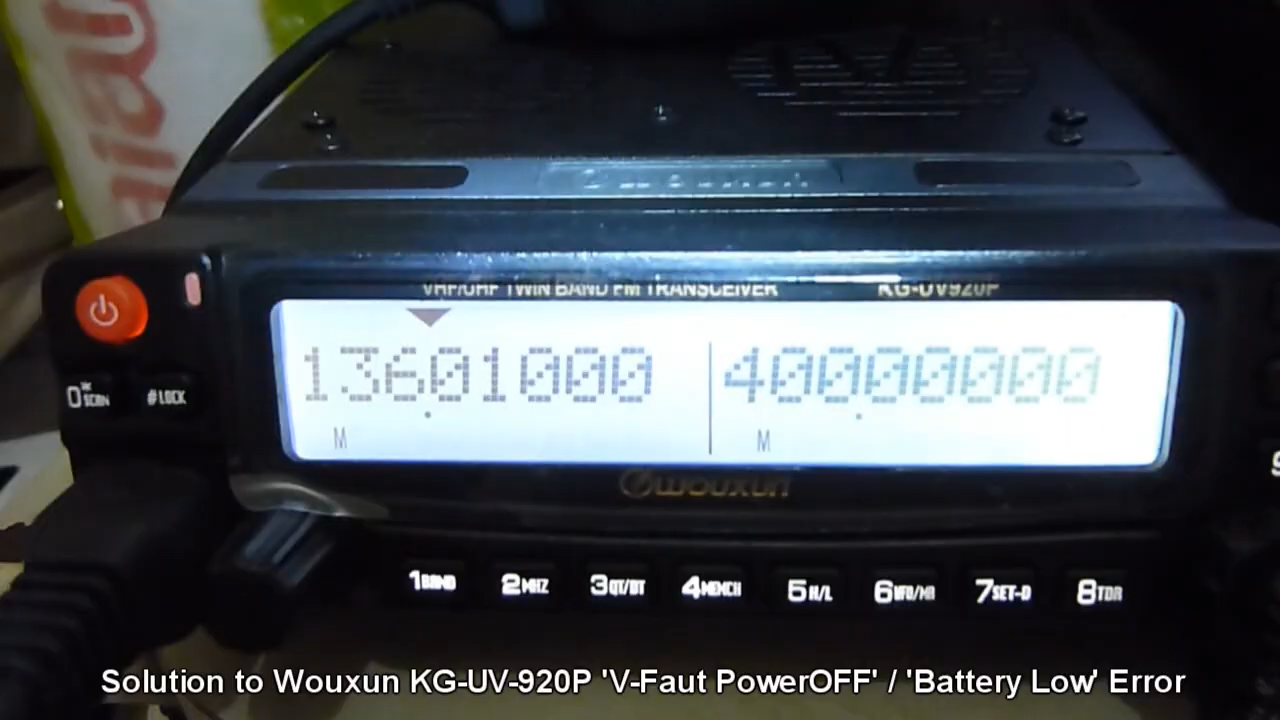 VHF/UHF TWIN BAND FM TRANSCEIVER KG-UV920P
136.01000 400.00000
M M
0 * SCAN #LOCK
WOUXUN
1BAND 2MHZ 3QT/DT 4MEMCH 5H/L 6VFO/MR 7SET-D 8TDR
Solution to Wouxun KG-UV-920P 'V-Faut PowerOFF' / 'Battery Low' Error